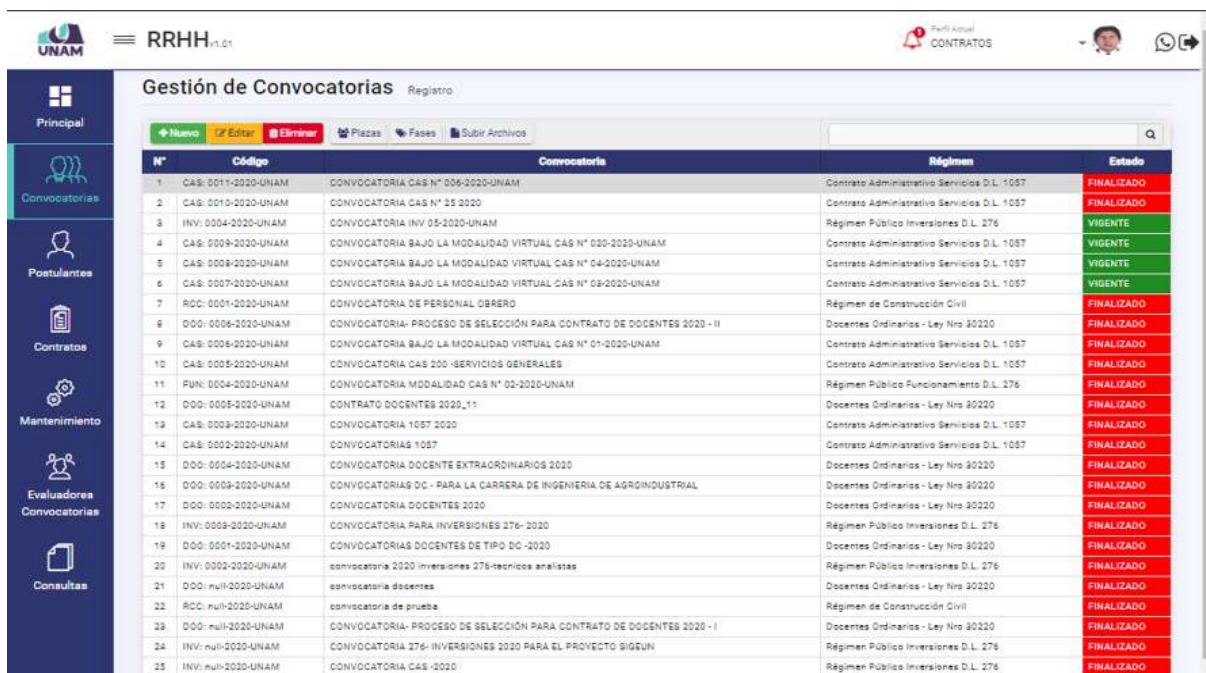 UNAM
RRHH v1.01
Perfil Actual
CONTRATOS
Gestión de Convocatorias Registro
Principal
Convocatorias
Postulantes
Contratos
Mantenimiento
Evaluadores
Convocatorias
Consultas
Nuevo Editar Eliminar Plazas Fases Subir Archivos
N° Código Convocatoria Régimen Estado
1 CAS: 0011-2020-UNAM CONVOCATORIA CAS N° 006-2020-UNAM Contrato Administrativo Servicios D.L. 1057 FINALIZADO
2 CAS: 0010-2020-UNAM CONVOCATORIA CAS N° 25 2020 Contrato Administrativo Servicios D.L. 1057 FINALIZADO
3 INV: 0004-2020-UNAM CONVOCATORIA INV 05-2020-UNAM Régimen Público Inversiones D.L. 276 VIGENTE
4 CAS: 0009-2020-UNAM CONVOCATORIA BAJO LA MODALIDAD VIRTUAL CAS N° 020-2020-UNAM Contrato Administrativo Servicios D.L. 1057 VIGENTE
5 CAS: 0008-2020-UNAM CONVOCATORIA BAJO LA MODALIDAD VIRTUAL CAS N° 04-2020-UNAM Contrato Administrativo Servicios D.L. 1057 VIGENTE
6 CAS: 0007-2020-UNAM CONVOCATORIA BAJO LA MODALIDAD VIRTUAL CAS N° 03-2020-UNAM Contrato Administrativo Servicios D.L. 1057 VIGENTE
7 RCC: 0001-2020-UNAM CONVOCATORIA DE PERSONAL OBRERO Régimen de Construcción Civil FINALIZADO
8 DOO: 0006-2020-UNAM CONVOCATORIA- PROCESO DE SELECCIÓN PARA CONTRATO DE DOCENTES 2020 - II Docentes Ordinarios - Ley Nro 30220 FINALIZADO
9 CAS: 0006-2020-UNAM CONVOCATORIA BAJO LA MODALIDAD VIRTUAL CAS N° 01-2020-UNAM Contrato Administrativo Servicios D.L. 1057 FINALIZADO
10 CAS: 0005-2020-UNAM CONVOCATORIA CAS 200 -SERVICIOS GENERALES Contrato Administrativo Servicios D.L. 1057 FINALIZADO
11 FUN: 0004-2020-UNAM CONVOCATORIA MODALIDAD CAS N° 02-2020-UNAM Régimen Público Funcionamiento D.L. 276 FINALIZADO
12 DOO: 0005-2020-UNAM CONTRATO DOCENTES 2020_11 Docentes Ordinarios - Ley Nro 30220 FINALIZADO
13 CAS: 0003-2020-UNAM CONVOCATORIA 1057 2020 Contrato Administrativo Servicios D.L. 1057 FINALIZADO
14 CAS: 0002-2020-UNAM CONVOCATORIAS 1057 Contrato Administrativo Servicios D.L. 1057 FINALIZADO
15 DOO: 0004-2020-UNAM CONVOCATORIA DOCENTE EXTRAORDINARIOS 2020 Docentes Ordinarios - Ley Nro 30220 FINALIZADO
16 DOO: 0003-2020-UNAM CONVOCATORIAS DC - PARA LA CARRERA DE INGENIERIA DE AGROINDUSTRIAL Docentes Ordinarios - Ley Nro 30220 FINALIZADO
17 DOO: 0002-2020-UNAM CONVOCATORIA DOCENTES 2020 Docentes Ordinarios - Ley Nro 30220 FINALIZADO
18 INV: 0003-2020-UNAM CONVOCATORIA PARA INVERSIONES 276- 2020 Régimen Público Inversiones D.L. 276 FINALIZADO
19 DOO: 0001-2020-UNAM CONVOCATORIAS DOCENTES DE TIPO DC -2020 Docentes Ordinarios - Ley Nro 30220 FINALIZADO
20 INV: 0002-2020-UNAM convocatoria 2020 inversiones 276-tecnicos analistas Régimen Público Inversiones D.L. 276 FINALIZADO
21 DOO: null-2020-UNAM convocatoria docentes Docentes Ordinarios - Ley Nro 30220 FINALIZADO
22 RCC: null-2020-UNAM convocatoria de prueba Régimen de Construcción Civil FINALIZADO
23 DOO: null-2020-UNAM CONVOCATORIA- PROCESO DE SELECCIÓN PARA CONTRATO DE DOCENTES 2020 - I Docentes Ordinarios - Ley Nro 30220 FINALIZADO
24 INV: null-2020-UNAM CONVOCATORIA 276- INVERSIONES 2020 PARA EL PROYECTO SIGEUN Régimen Público Inversiones D.L. 276 FINALIZADO
25 INV: null-2020-UNAM CONVOCATORIA CAS -2020 Régimen Público Inversiones D.L. 276 FINALIZADO